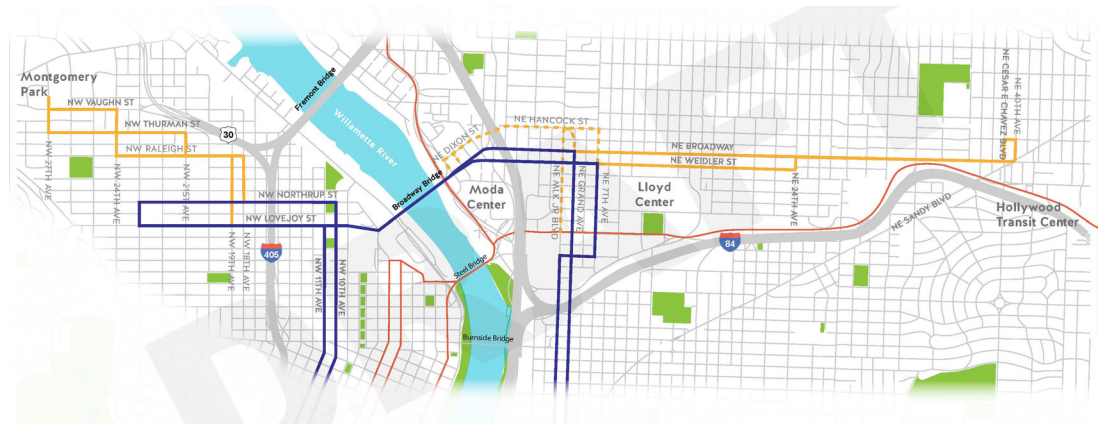 Montgomery
Park
NW VAUGHN ST
NW THURMAN ST
NW RALEIGH ST
30
Fremont Bridge
Willamette River
NE DIXON ST
NE HANCOCK ST
NE BROADWAY
NE WEIDLER ST
NE CESAR E CHAVEZ BLVD
NE 40TH AVE
NW 27TH AVE
NW 24TH AVE
NW 21ST AVE
NW NORTHRUP ST
NW LOVEJOY ST
Broadway Bridge
Moda
Center
NE MLK JR BLVD
NE GRAND AVE
NE 7TH AVE
Lloyd
Center
NE 24TH AVE
NE SANDY BLVD
Hollywood
Transit Center
NW 19TH AVE
NW 18TH AVE
405
NW 11TH AVE
NW 10TH AVE
84
Steel Bridge
Burnside Bridge